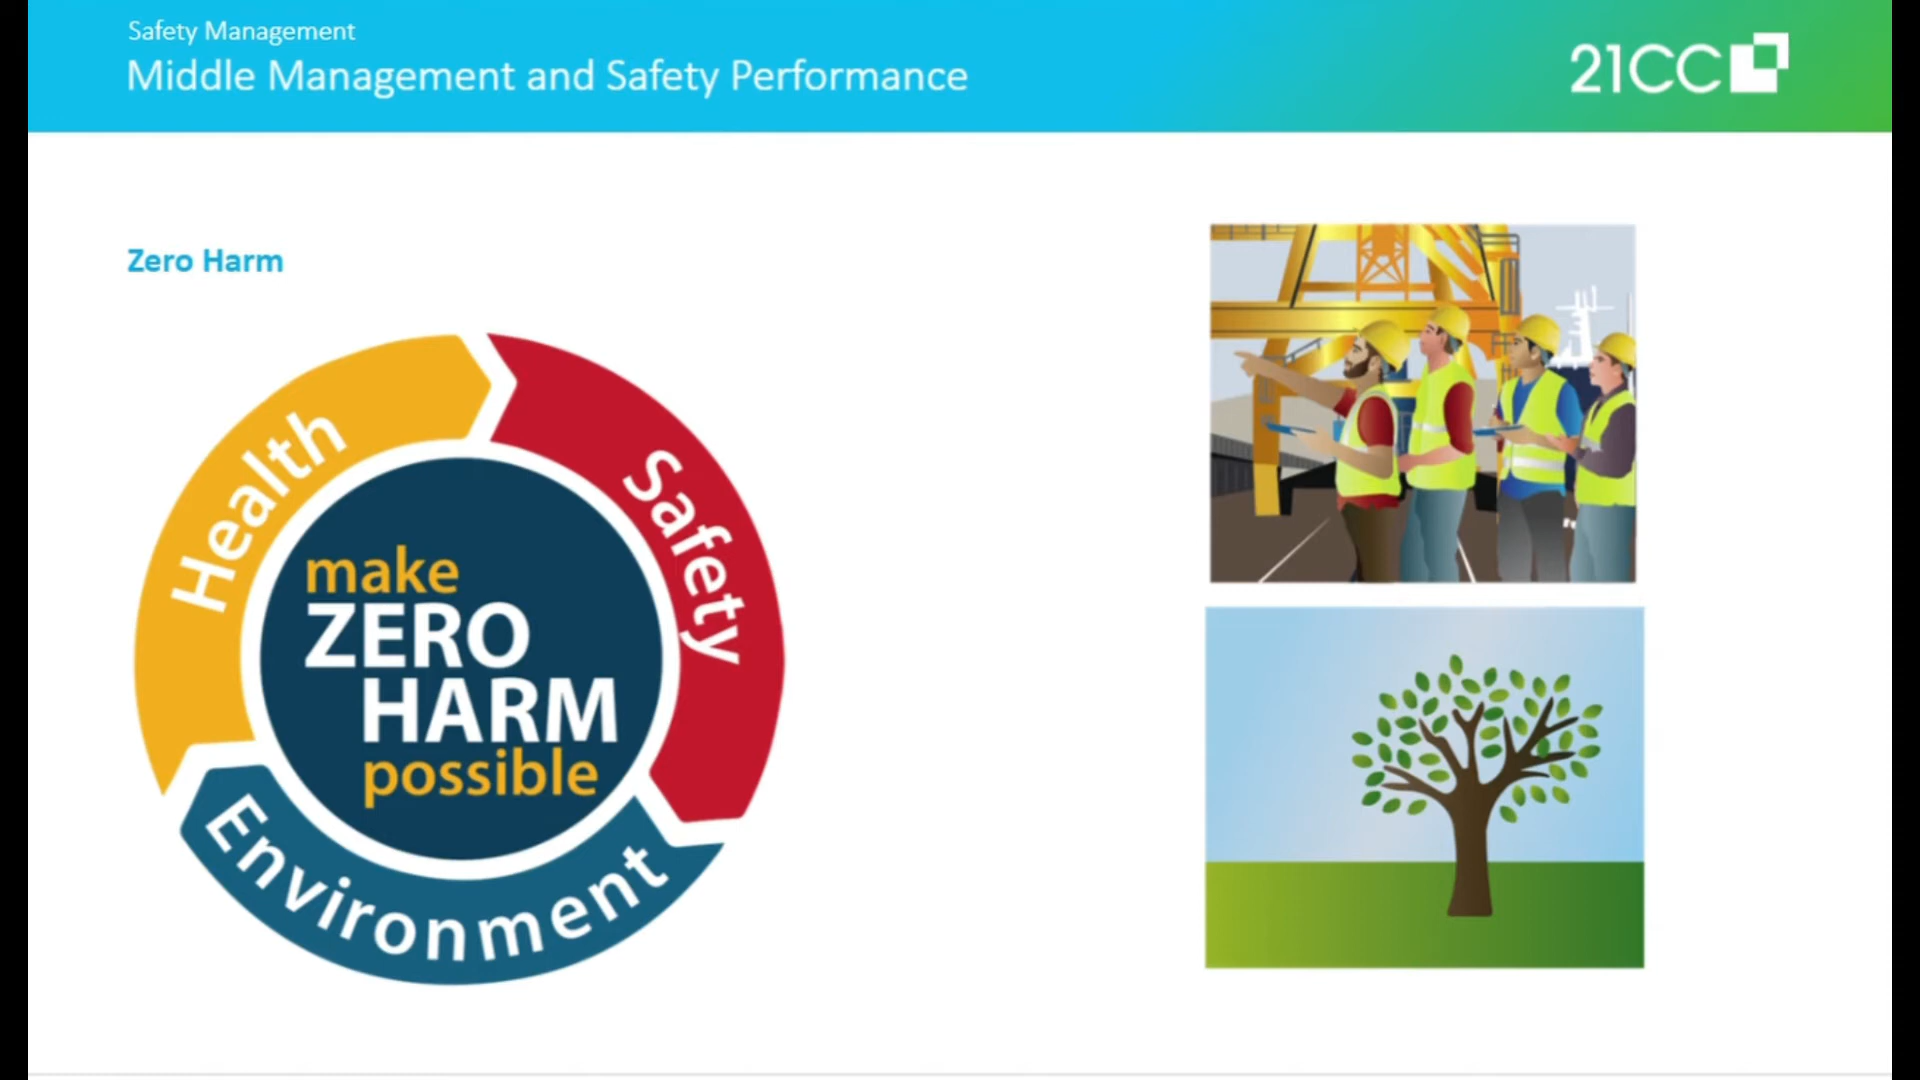 Safety Management
Middle Management and Safety Performance
21CC
Zero Harm
Health
Safety
make
ZERO
HARM
possible
Environment